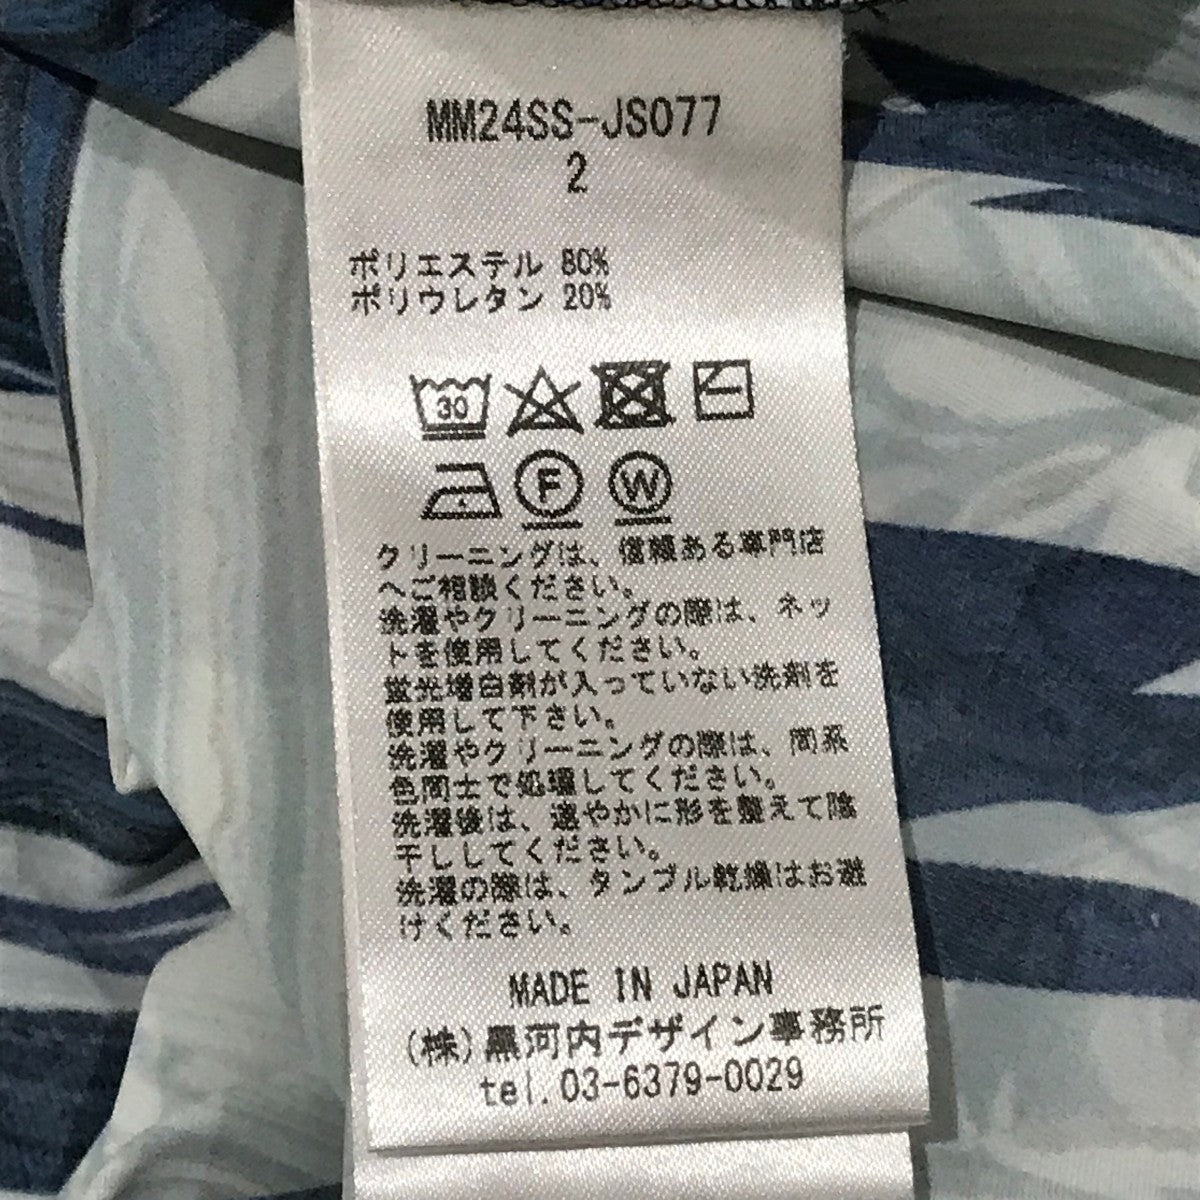 MM24SS-JS077
2
ポリエステル 80%
ポリウレタン 20%
30
F W
クリーニングは、信頼ある専門店
へご相談ください。
洗濯やクリーニングの際は、ネッ
トを使用してください。
蛍光増白剤が入っていない洗剤を
使用して下さい。
洗濯やクリーニングの際は、同系
色同士で処理してください。
洗濯後は、速やかに形を整えて陰
干ししてください。
洗濯の際は、タンブル乾燥はお避
けください。
MADE IN JAPAN
(株)黒河内デザイン事務所
tel.03-6379-0029